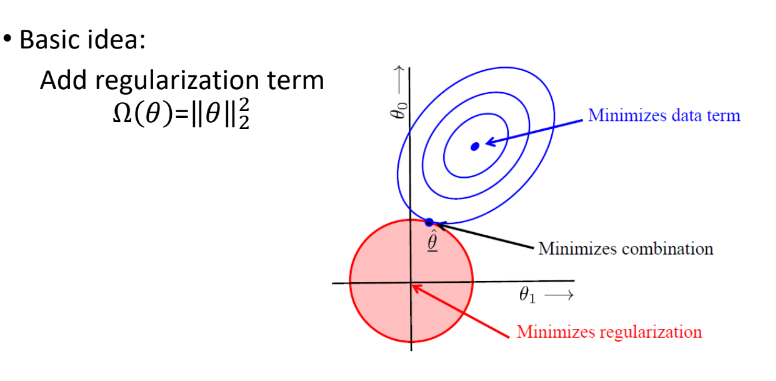 • Basic idea:
Add regularization term
Ω(θ)=‖θ‖₂²
θ₀ ⟶
Minimizes data term
θ̂
Minimizes combination
θ₁ ⟶
Minimizes regularization